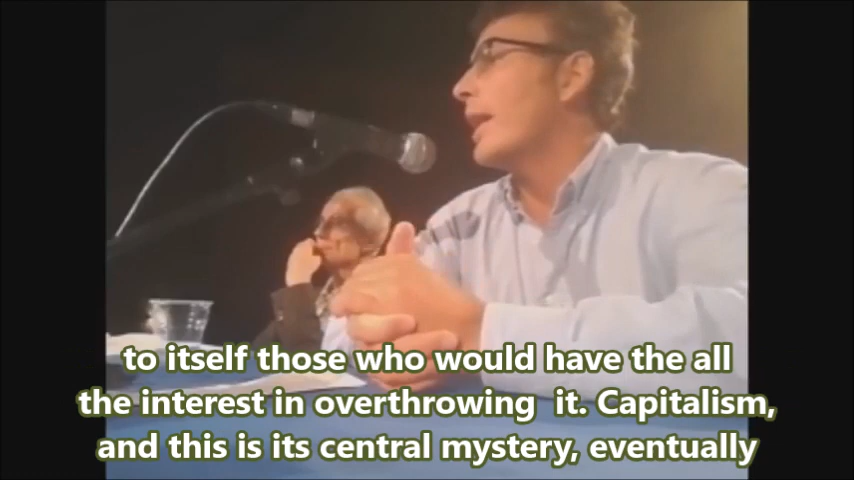 to itself those who would have the all
the interest in overthrowing it. Capitalism,
and this is its central mystery, eventually